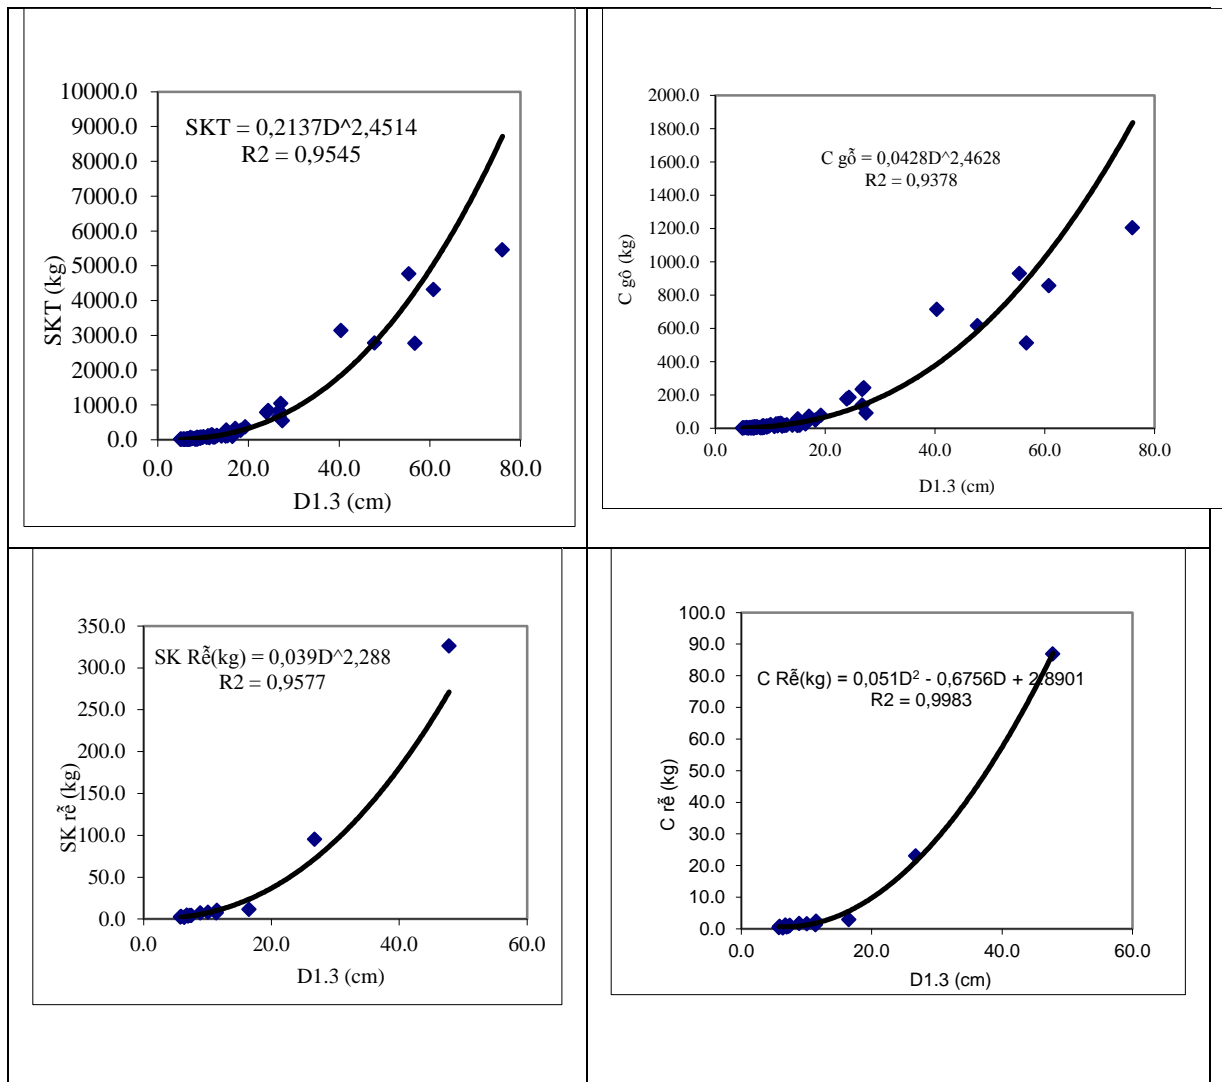 10000.0
9000.0
8000.0
7000.0
6000.0
5000.0
4000.0
3000.0
2000.0
1000.0
0.0
SKT (kg)
SKT = 0,2137D^2,4514
R2 = 0,9545
0.0 20.0 40.0 60.0 80.0
D1.3 (cm)
2000.0
1800.0
1600.0
1400.0
1200.0
1000.0
800.0
600.0
400.0
200.0
0.0
C gô (kg)
C gỗ = 0,0428D^2,4628
R2 = 0,9378
0.0 20.0 40.0 60.0 80.0
D1.3 (cm)
350.0
300.0
250.0
200.0
150.0
100.0
50.0
0.0
SK rễ (kg)
SK Rễ(kg) = 0,039D^2,288
R2 = 0,9577
0.0 20.0 40.0 60.0
D1.3 (cm)
100.0
90.0
80.0
70.0
60.0
50.0
40.0
30.0
20.0
10.0
0.0
C rễ (kg)
C Rễ(kg) = 0,051D² - 0,6756D + 2.8901
R2 = 0,9983
0.0 20.0 40.0 60.0
D1.3 (cm)